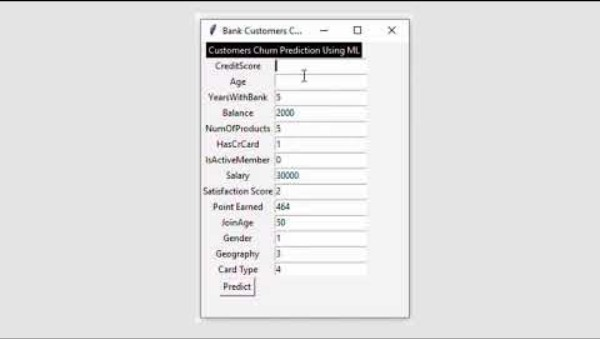 Bank Customers C...
Customers Churn Prediction Using ML
CreditScore
Age
YearsWithBank 5
Balance 2000
NumOfProducts 5
HasCrCard 1
IsActiveMember 0
Salary 30000
Satisfaction Score 2
Point Earned 464
JoinAge 50
Gender 1
Geography 3
Card Type 4
Predict